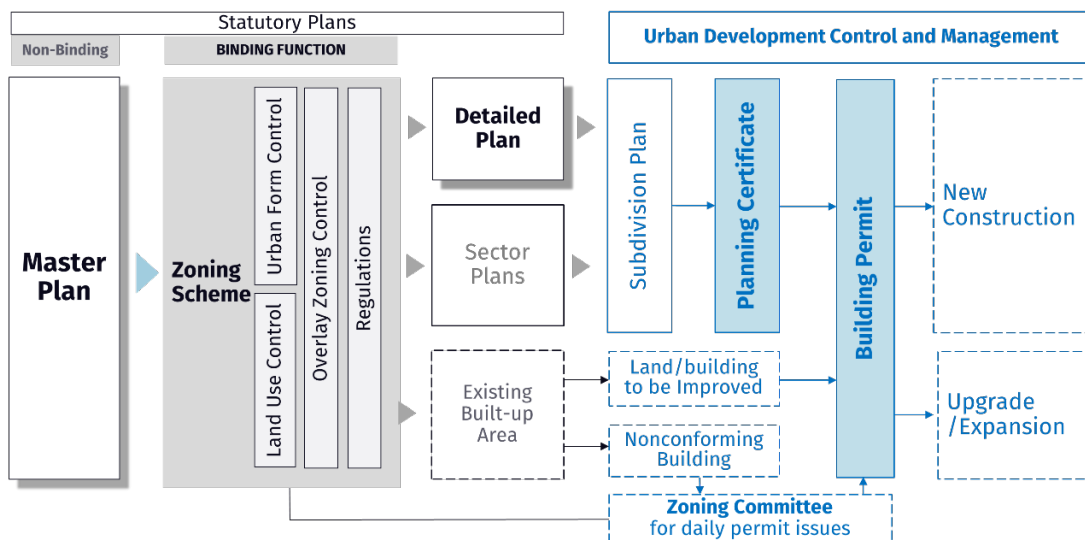 Statutory Plans
Non-Binding
BINDING FUNCTION
Urban Development Control and Management
Master
Plan
Zoning
Scheme
Urban Form Control
Land Use Control
Overlay Zoning Control
Regulations
Detailed
Plan
Sector
Plans
Existing
Built-up
Area
Subdivision Plan
Planning Certificate
Building Permit
New
Construction
Land/building
to be Improved
Nonconforming
Building
Upgrade
/Expansion
Zoning Committee
for daily permit issues